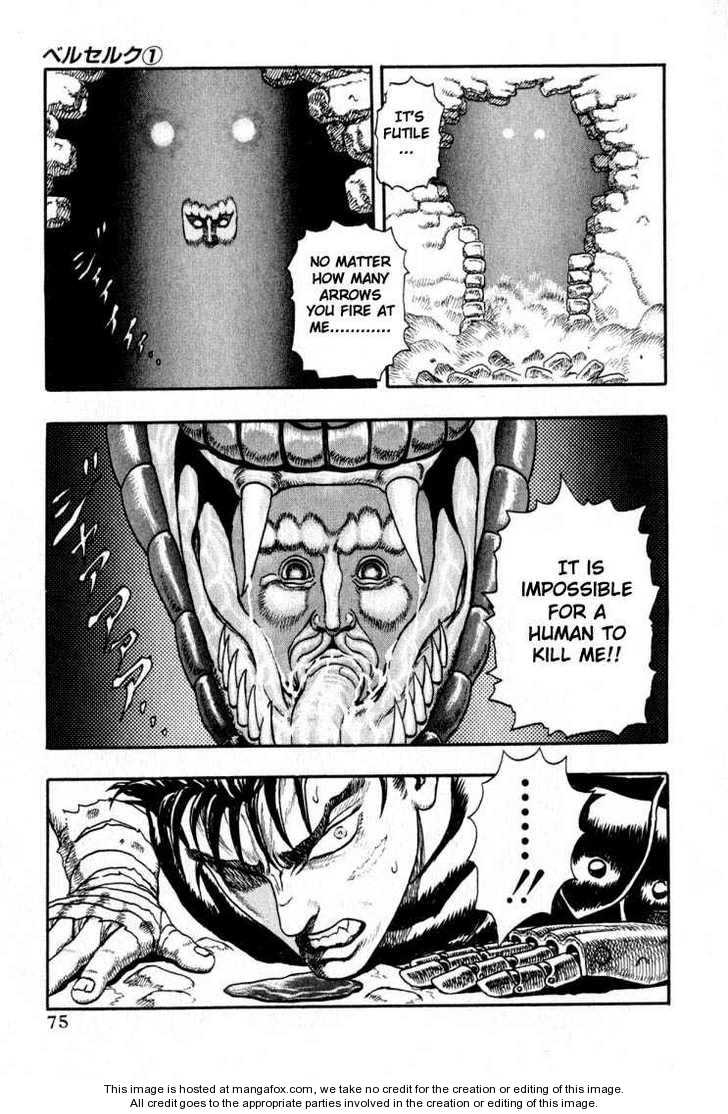 ベルセルク①
IT'S
FUTILE
...
NO MATTER
HOW MANY
ARROWS
YOU FIRE AT
ME............
IT IS
IMPOSSIBLE
FOR A
HUMAN TO
KILL ME!!
......!!
75
This image is hosted at mangafox.com, we take no credit for the creation or editing of this image.
All credit goes to the appropriate parties involved in the creation or editing of this images.